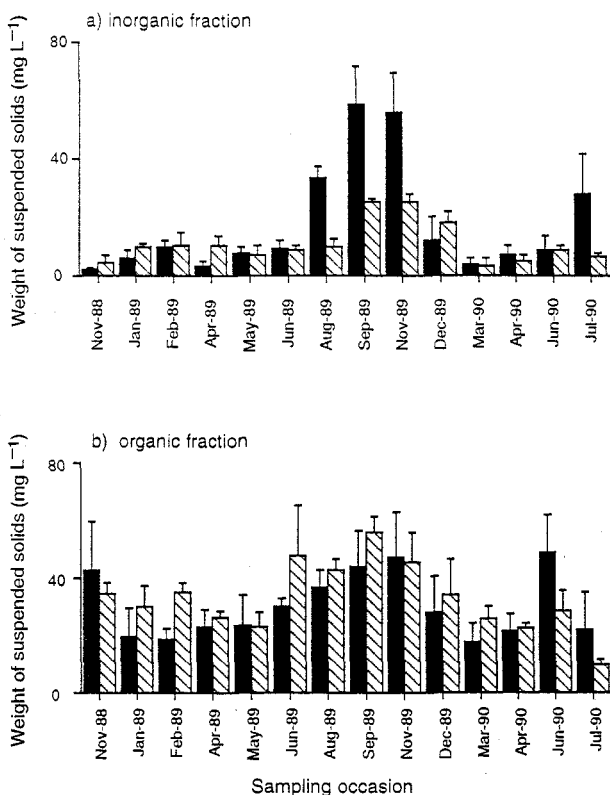 a) inorganic fraction
Weight of suspended solids (mg L⁻¹)
80
40
0
Nov-88
Jan-89
Feb-89
Apr-89
May-89
Jun-89
Aug-89
Sep-89
Nov-89
Dec-89
Mar-90
Apr-90
Jun-90
Jul-90
b) organic fraction
Weight of suspended solids (mg L⁻¹)
80
40
0
Nov-88
Jan-89
Feb-89
Apr-89
May-89
Jun-89
Aug-89
Sep-89
Nov-89
Dec-89
Mar-90
Apr-90
Jun-90
Jul-90
Sampling occasion